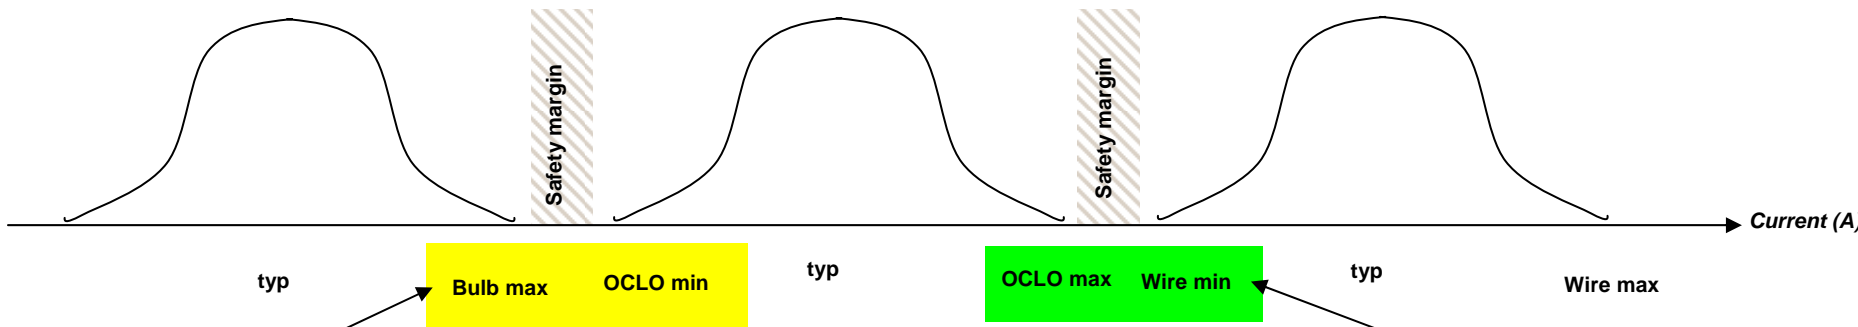 Safety margin
Safety margin
Current (A)
typ
Bulb max
OCLO min
typ
OCLO max
Wire min
typ
Wire max